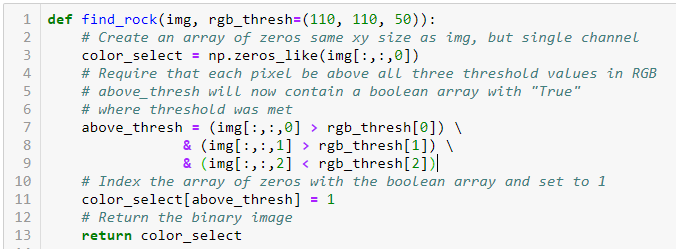 1 def find_rock(img, rgb_thresh=(110, 110, 50)):
2     # Create an array of zeros same xy size as img, but single channel
3     color_select = np.zeros_like(img[:,:,0])
4     # Require that each pixel be above all three threshold values in RGB
5     # above_thresh will now contain a boolean array with "True"
6     # where threshold was met
7     above_thresh = (img[:,:,0] > rgb_thresh[0]) \
8                 & (img[:,:,1] > rgb_thresh[1]) \
9                 & (img[:,:,2] < rgb_thresh[2])
10     # Index the array of zeros with the boolean array and set to 1
11     color_select[above_thresh] = 1
12     # Return the binary image
13     return color_select